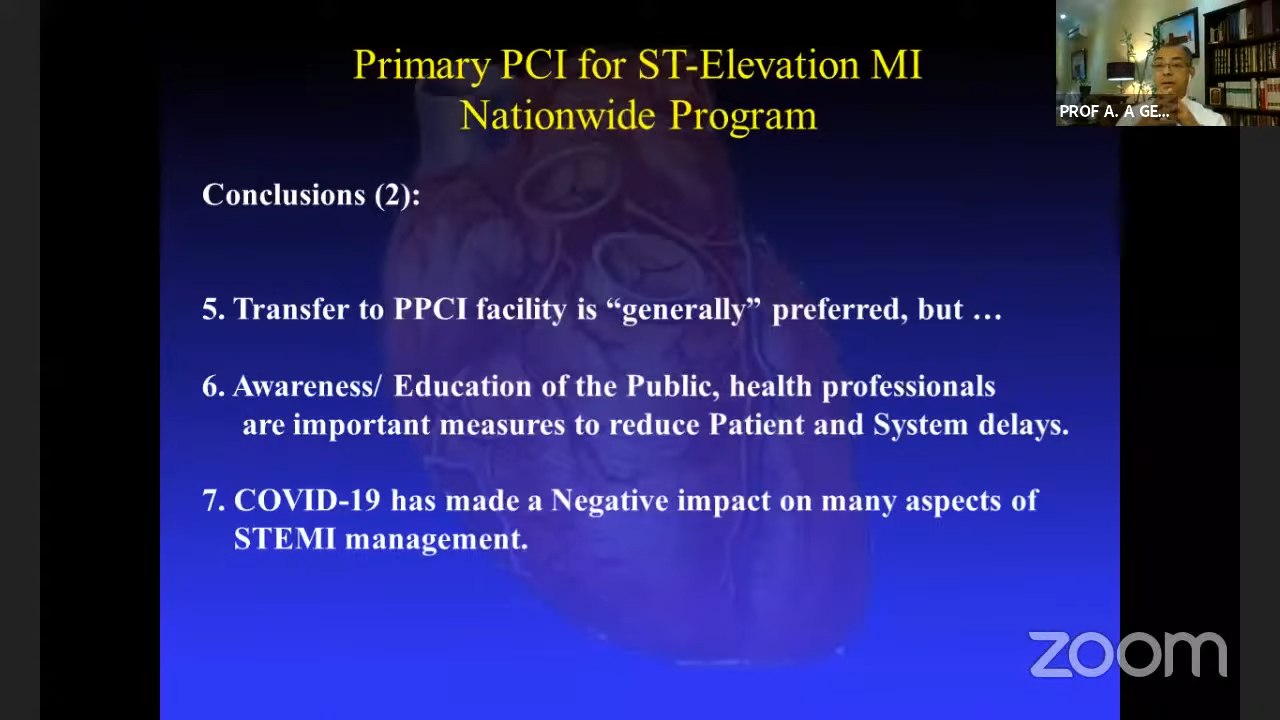 Primary PCI for ST-Elevation MI
Nationwide Program
PROF A. A GE...
Conclusions (2):
5. Transfer to PPCI facility is “generally” preferred, but …
6. Awareness/ Education of the Public, health professionals
are important measures to reduce Patient and System delays.
7. COVID-19 has made a Negative impact on many aspects of
STEMI management.
zoom